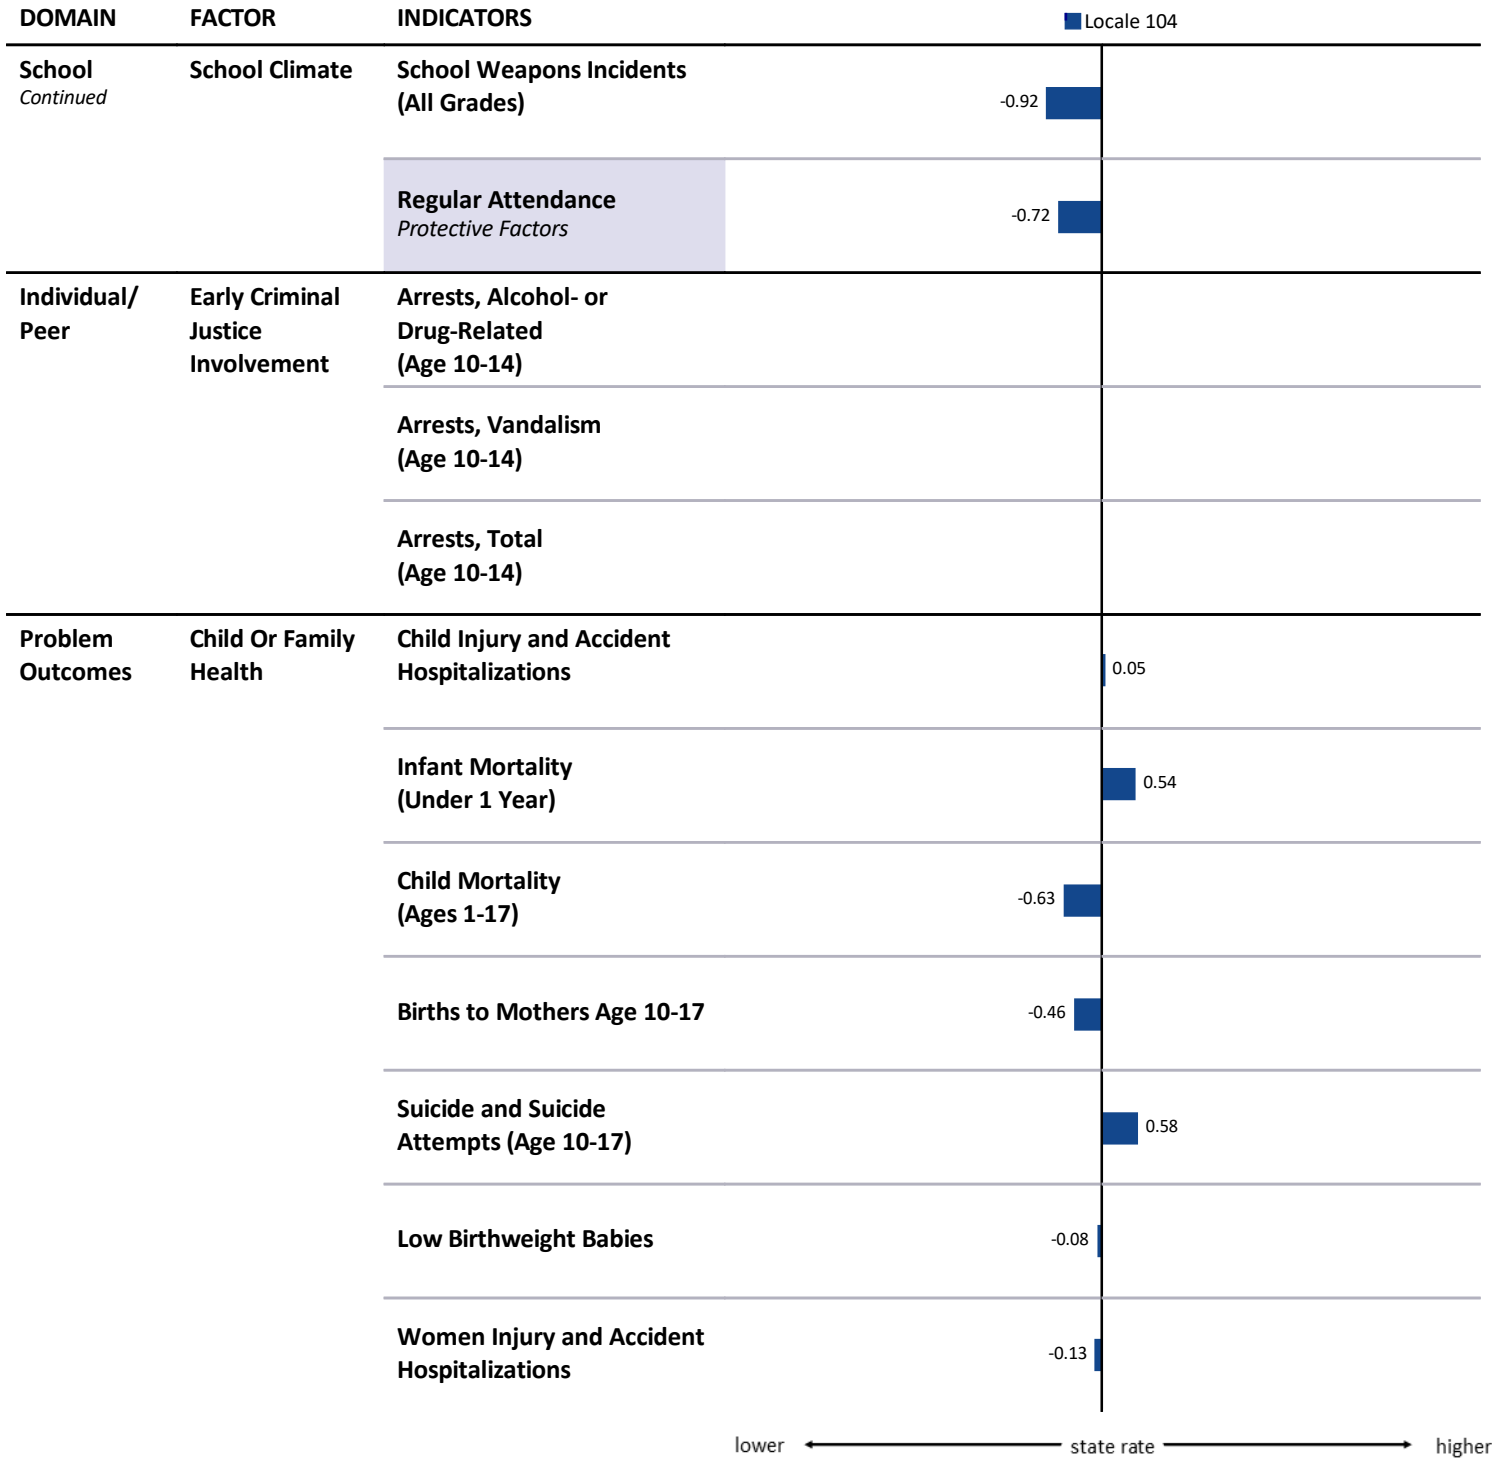 DOMAIN FACTOR INDICATORS Locale 104
School School Climate School Weapons Incidents
Continued (All Grades)
-0.92
Regular Attendance
Protective Factors
-0.72
Individual/ Early Criminal Arrests, Alcohol- or
Peer Justice Drug-Related
Involvement (Age 10-14)
Arrests, Vandalism
(Age 10-14)
Arrests, Total
(Age 10-14)
Problem Child Or Family Child Injury and Accident
Outcomes Health Hospitalizations
0.05
Infant Mortality
(Under 1 Year)
0.54
Child Mortality
(Ages 1-17)
-0.63
Births to Mothers Age 10-17 -0.46
Suicide and Suicide
Attempts (Age 10-17)
0.58
Low Birthweight Babies -0.08
Women Injury and Accident
Hospitalizations
-0.13
lower state rate higher